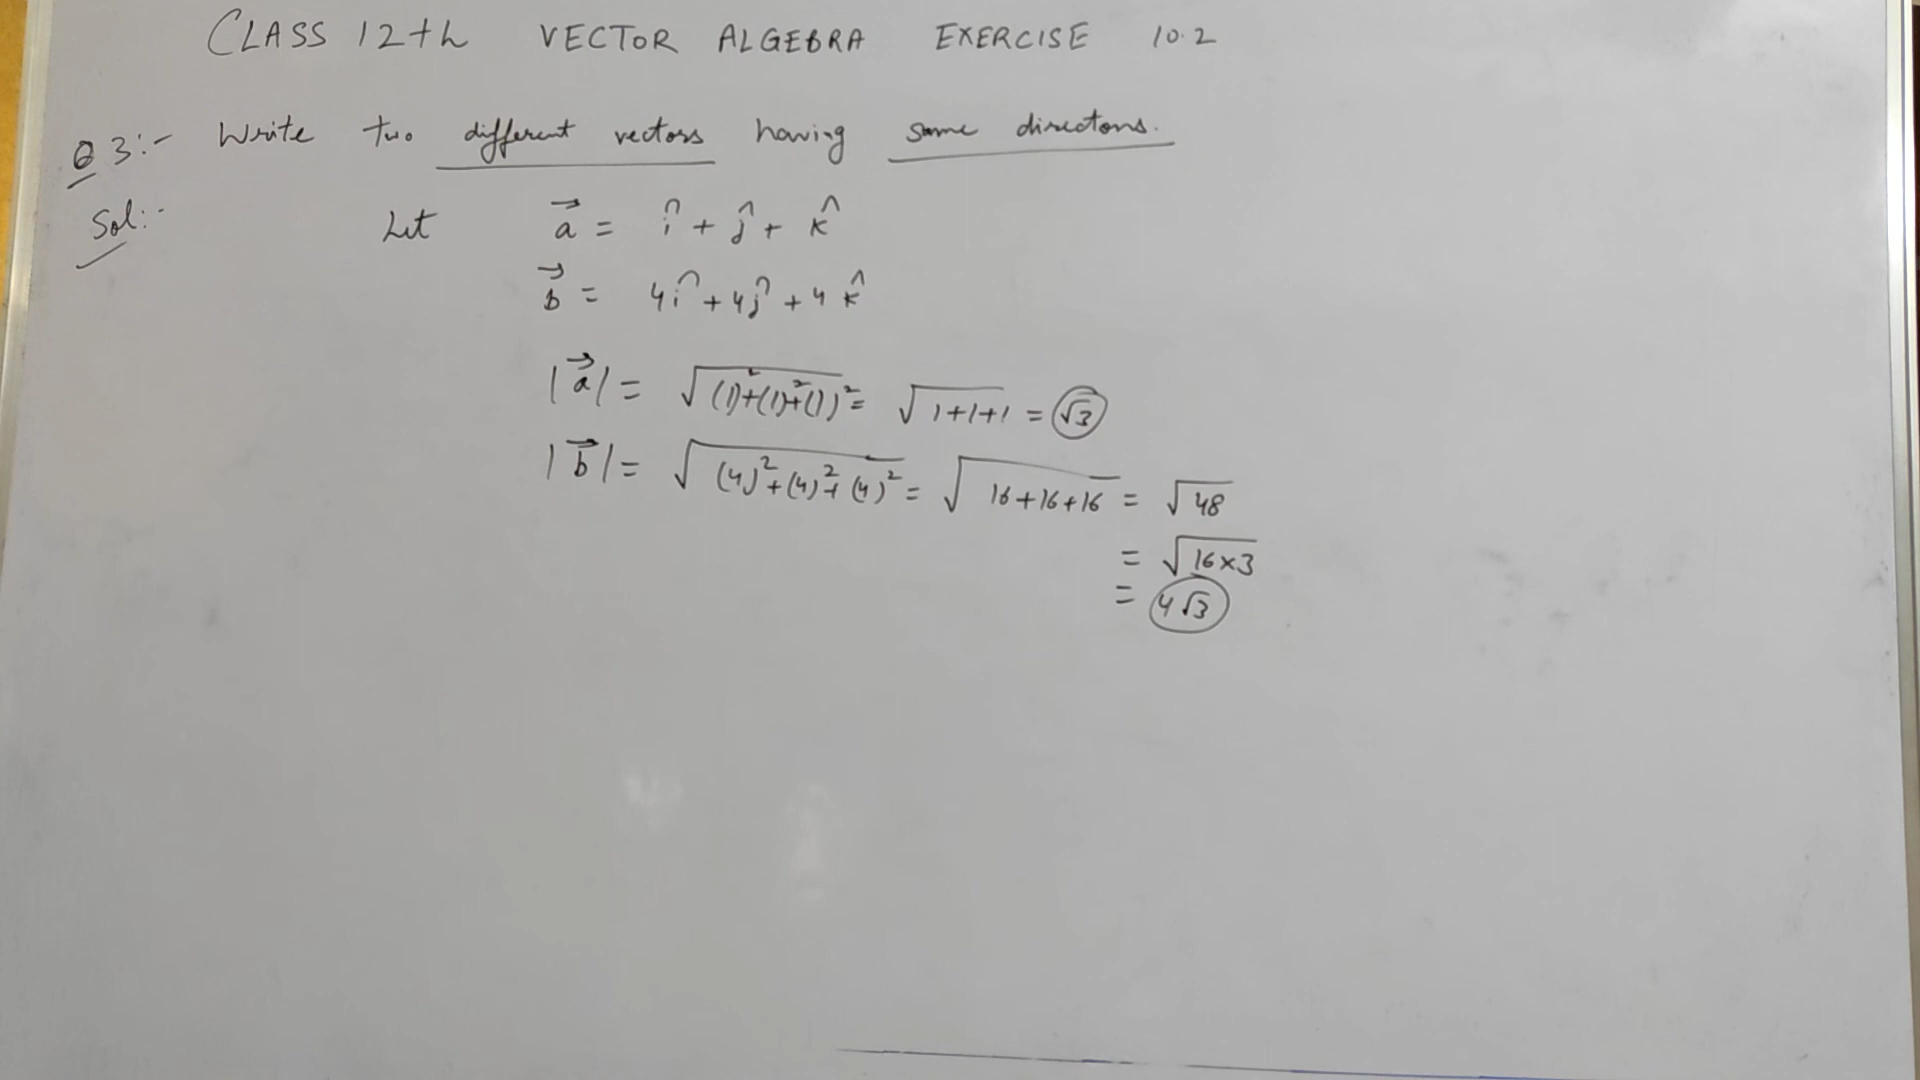 CLASS 12th VECTOR ALGEBRA EXERCISE 10.2
Q 3:- Write two different vectors having same directons.
Sol:- Let a⃗ = î + ĵ + k̂
b⃗ = 4î + 4ĵ + 4k̂
|a⃗| = √((1)²+(1)²+(1)²) = √(1+1+1) = √3
|b⃗| = √((4)²+(4)²+(4)²) = √(16+16+16) = √48
= √(16×3)
= 4√3